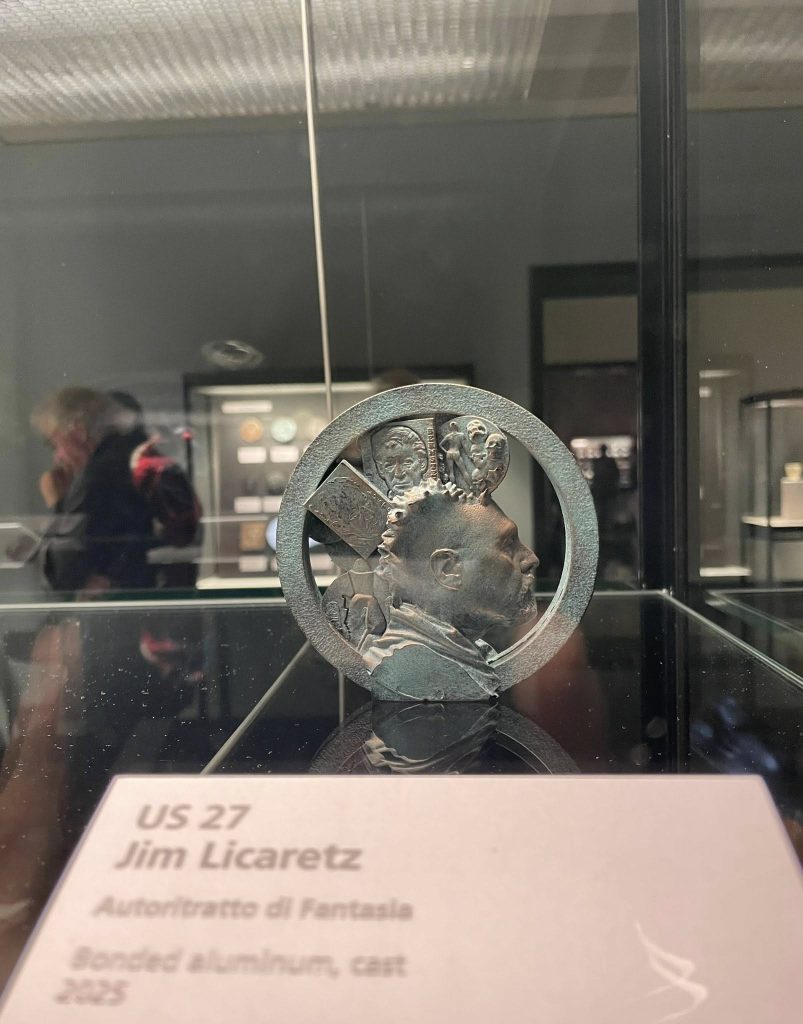 US 27
Jim Licaretz
Autoritratto di Fantasia
Bonded aluminum, cast
2025